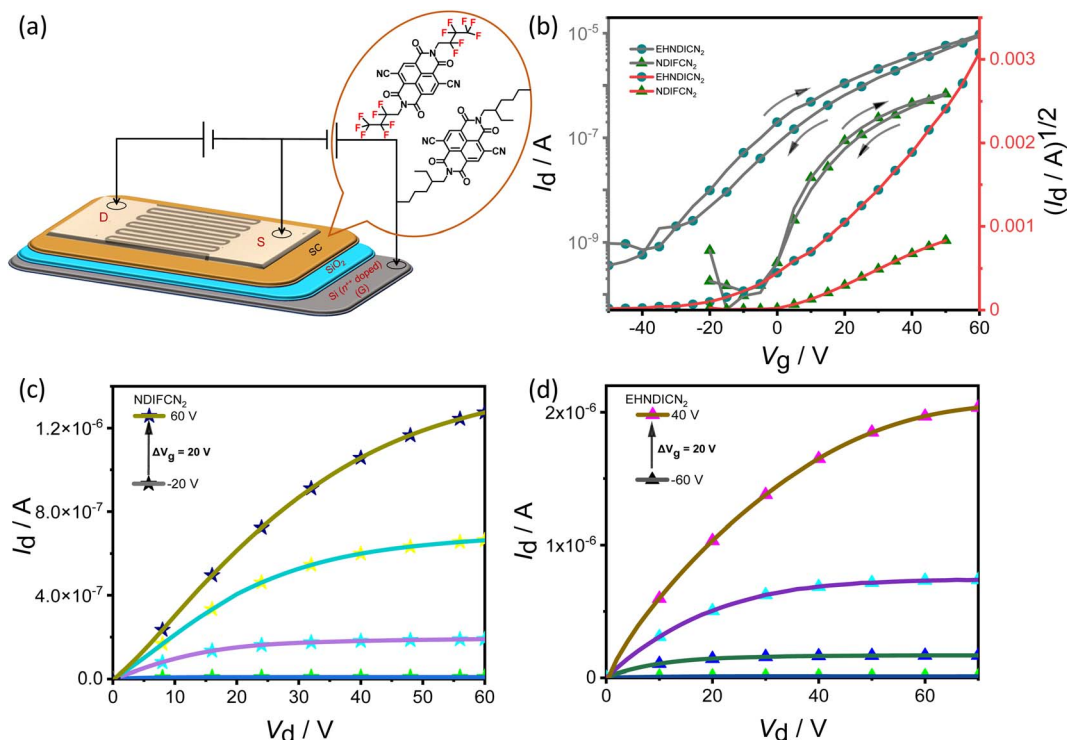 (a)
F F F F
F F F
O N O
NC
CN
O N O
F F F F
F F F
O N O
NC
CN
O N O
D
S
SC
SiO2
Si (n++ doped)
(G)
(b)
EHNDICN2
NDIFCN2
EHNDICN2
NDIFCN2
10-5
10-7
10-9
Id / A
0.003
0.002
0.001
0
(Id / A)1/2
-40 -20 0 20 40 60
Vg / V
(c)
NDIFCN2
60 V
ΔVg = 20 V
-20 V
1.2×10-6
8.0×10-7
4.0×10-7
0.0
Id / A
0 10 20 30 40 50 60
Vd / V
(d)
EHNDICN2
40 V
ΔVg = 20 V
-60 V
2×10-6
1×10-6
0
Id / A
0 20 40 60
Vd / V